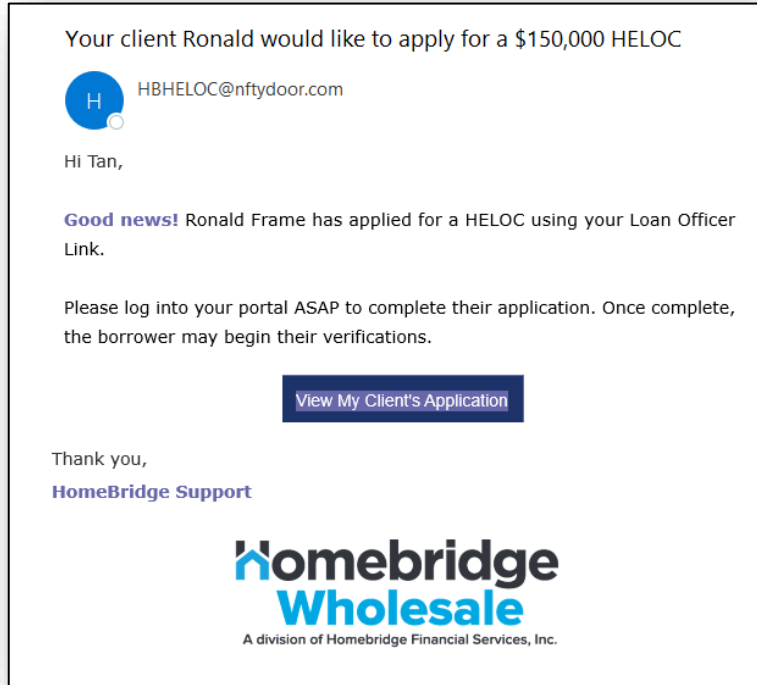 Your client Ronald would like to apply for a $150,000 HELOC
H
HBHELOC@nftydoor.com
Hi Tan,
Good news! Ronald Frame has applied for a HELOC using your Loan Officer
Link.
Please log into your portal ASAP to complete their application. Once complete,
the borrower may begin their verifications.
View My Client's Application
Thank you,
HomeBridge Support
Homebridge
Wholesale
A division of Homebridge Financial Services, Inc.